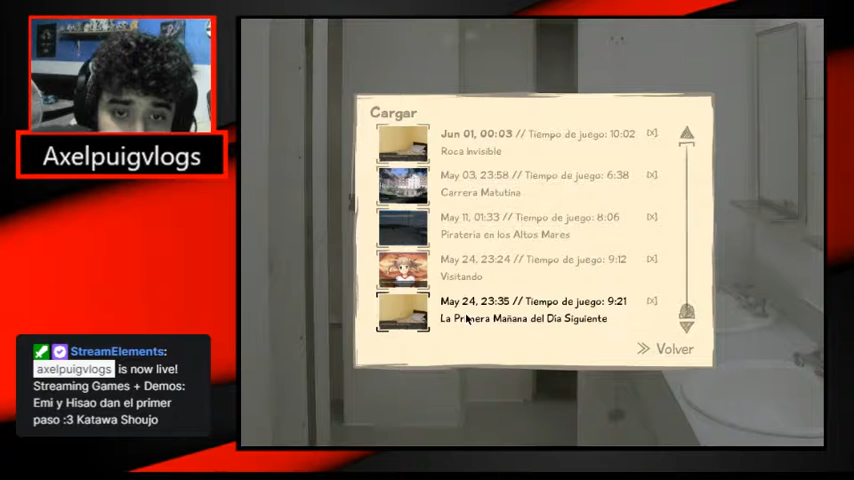 Axelpuigvlogs
StreamElements:
axelpuigvlogs is now live!
Streaming Games + Demos:
Emi y Hisao dan el primer
paso :3 Katawa Shoujo
Cargar
Jun 01, 00:03 // Tiempo de juego: 10:02 [X]
Roca Invisible
May 03, 23:58 // Tiempo de juego: 6:38 [X]
Carrera Matutina
May 11, 01:33 // Tiempo de juego: 8:06 [X]
Piratería en los Altos Mares
May 24, 23:24 // Tiempo de juego: 9:12 [X]
Visitando
May 24, 23:35 // Tiempo de juego: 9:21 [X]
La Primera Mañana del Día Siguiente
Volver